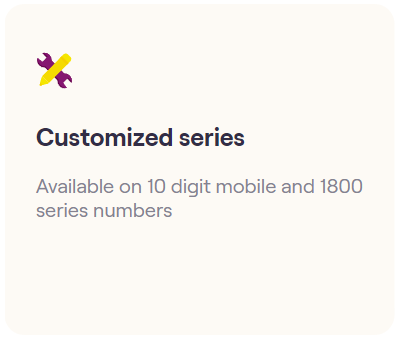 Customized series
Available on 10 digit mobile and 1800
series numbers